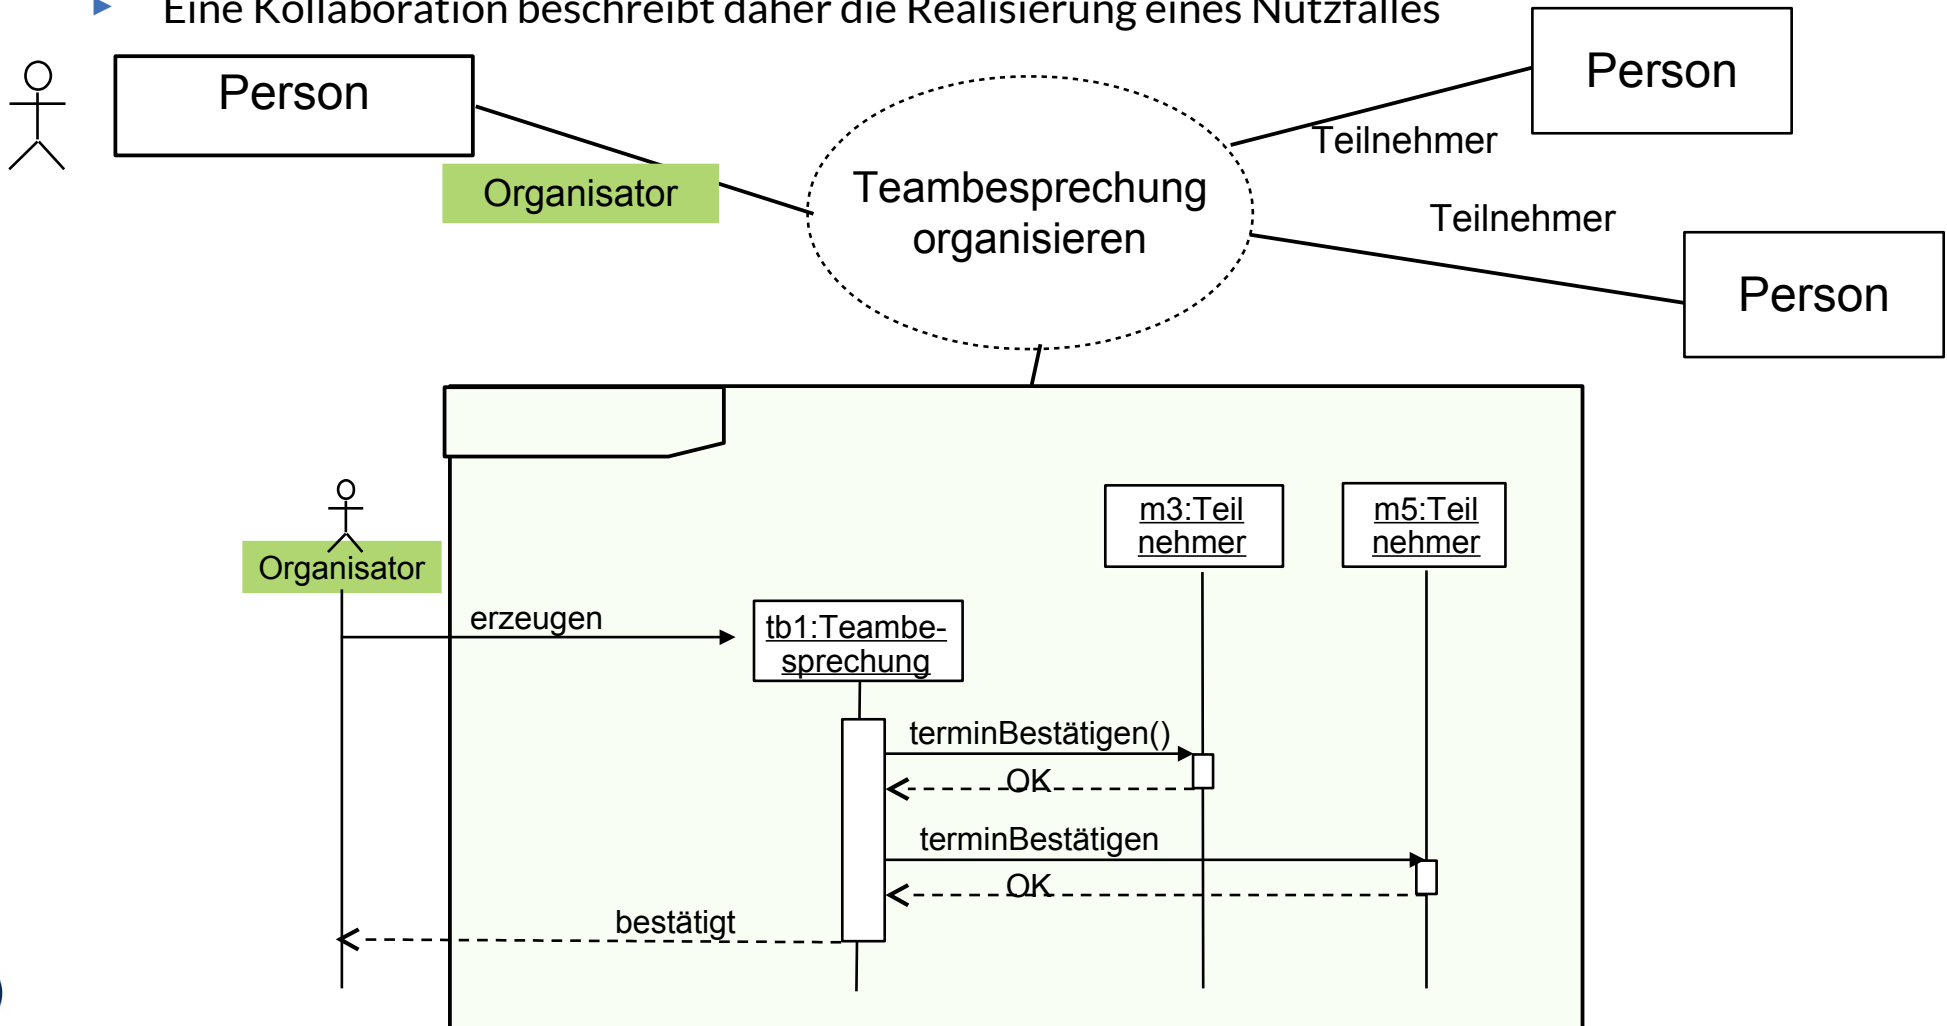 Eine Kollaboration beschreibt daher die Realisierung eines Nutzfalles
Person
Person
Teilnehmer
Organisator
Teambesprechung
organisieren
Teilnehmer
Person
m3:Teil
nehmer
m5:Teil
nehmer
Organisator
erzeugen
tb1:Teambe-
sprechung
terminBestätigen()
OK
terminBestätigen
OK
bestätigt